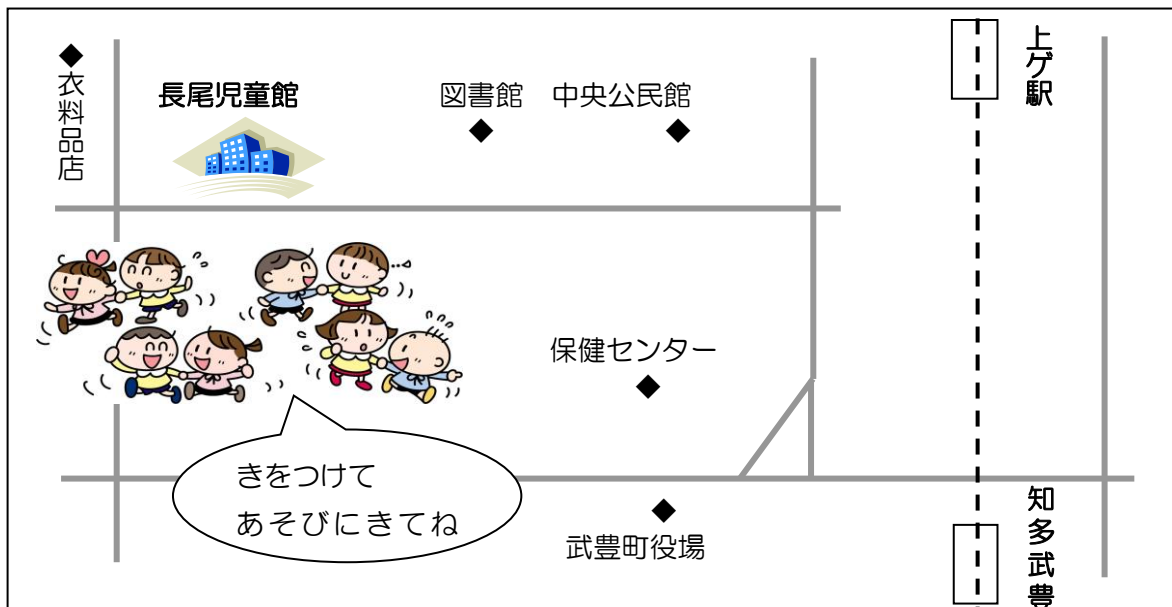 衣料品店
長尾児童館
図書館
中央公民館
上ゲ駅
保健センター
きをつけて
あそびにきてね
武豊町役場
知多武豊